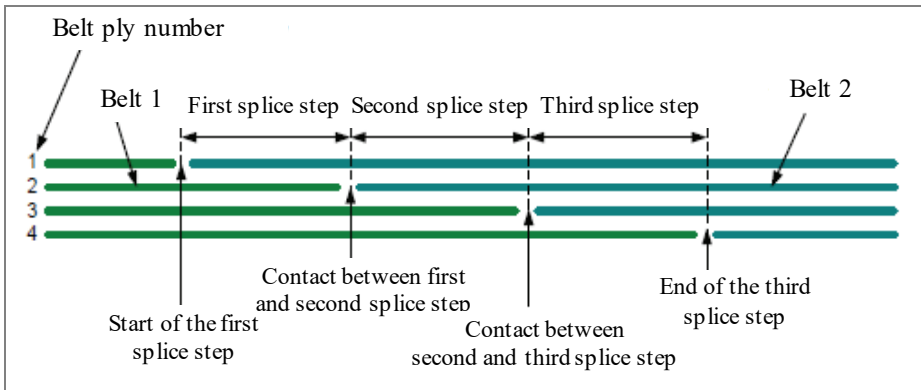 Belt ply number
Belt 1
First splice step
Second splice step
Third splice step
Belt 2
1
2
3
4
Contact between first
and second splice step
End of the third
splice step
Start of the first
splice step
Contact between
second and third splice step